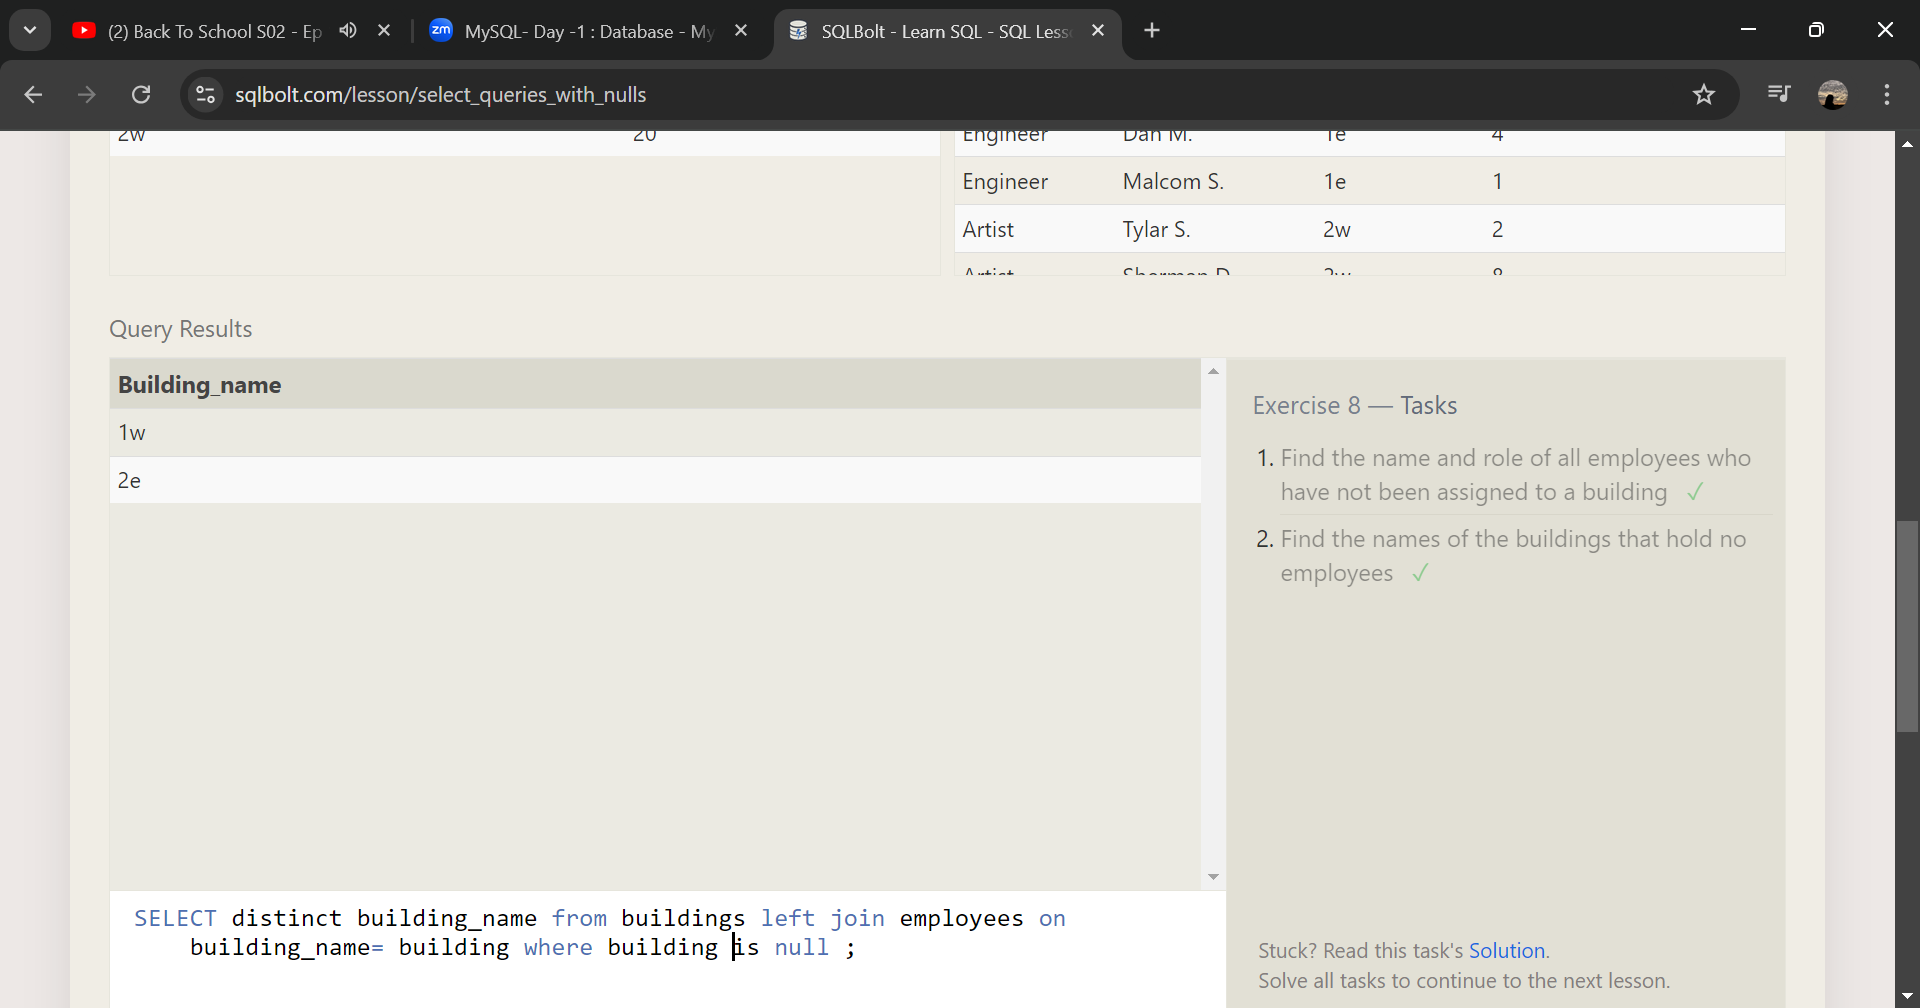 (2) Back To School S02 - Ep
zm MySQL- Day -1 : Database - My
SQLBolt - Learn SQL - SQL Less
sqlbolt.com/lesson/select_queries_with_nulls
2w 20
Engineer Dan M. 1e 4
Engineer Malcom S. 1e 1
Artist Tylar S. 2w 2
Artist Sherman D. 2w 8
Query Results
Building_name
1w
2e
Exercise 8 — Tasks
1. Find the name and role of all employees who
have not been assigned to a building ✓
2. Find the names of the buildings that hold no
employees ✓
SELECT distinct building_name from buildings left join employees on
building_name= building where building is null ;
Stuck? Read this task's Solution.
Solve all tasks to continue to the next lesson.